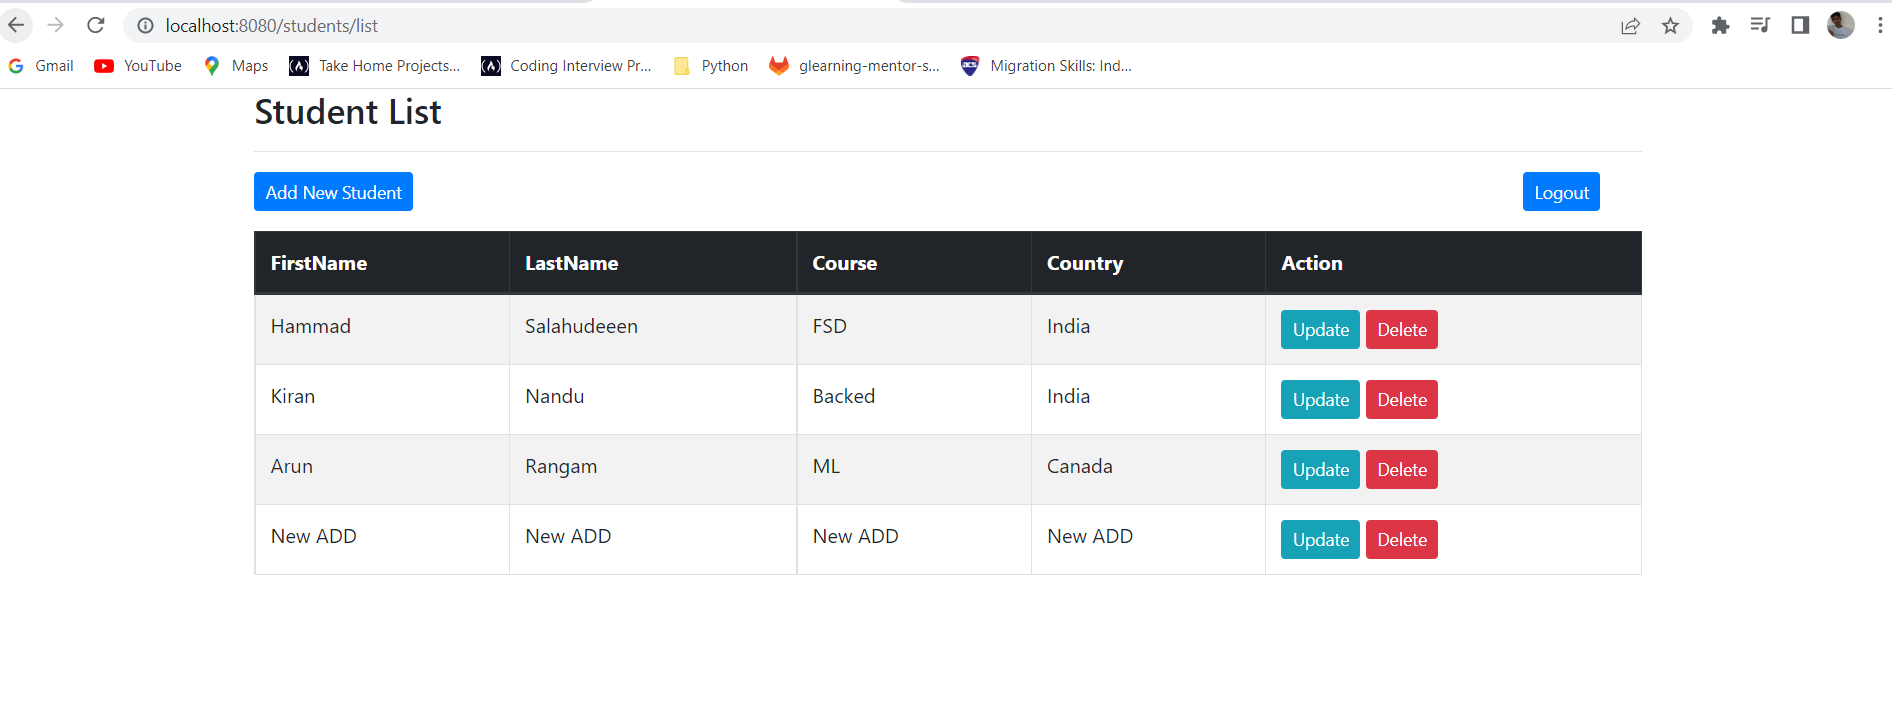 localhost:8080/students/list
Gmail YouTube Maps Take Home Projects... Coding Interview Pr... Python glearning-mentor-s... Migration Skills: Ind...
Student List
Add New Student Logout
FirstName LastName Course Country Action
Hammad Salahudeeen FSD India Update Delete
Kiran Nandu Backed India Update Delete
Arun Rangam ML Canada Update Delete
New ADD New ADD New ADD New ADD Update Delete